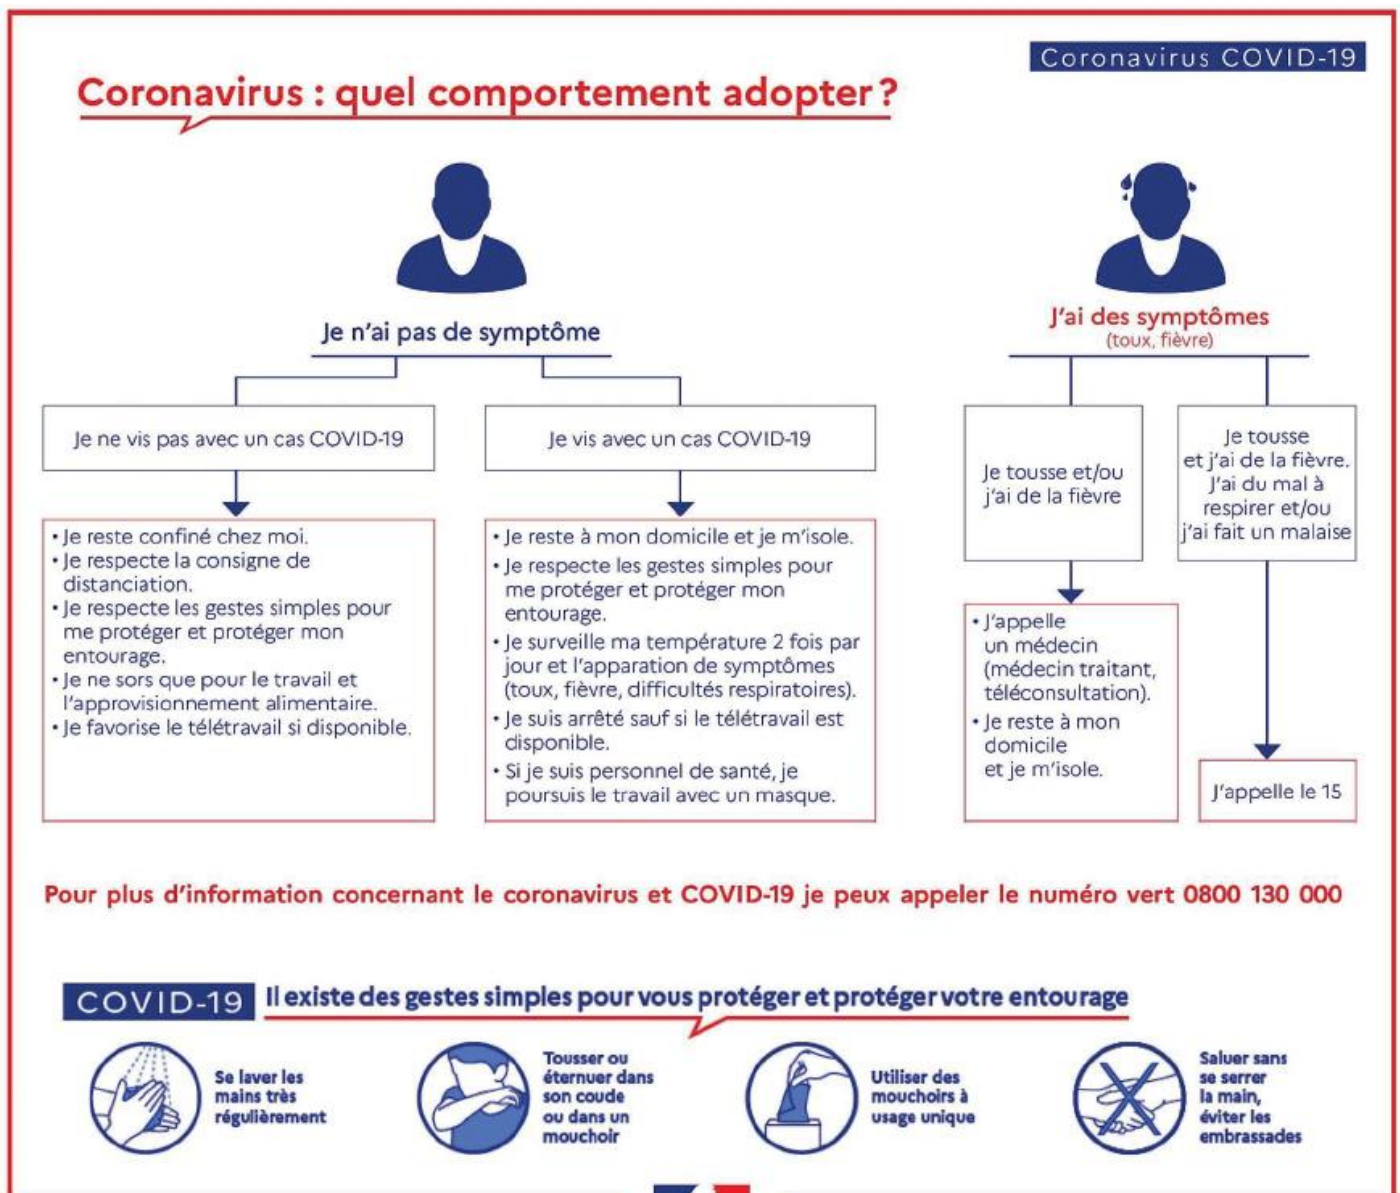 Coronavirus COVID-19
Coronavirus : quel comportement adopter ?
Je n'ai pas de symptôme
Je ne vis pas avec un cas COVID-19
• Je reste confiné chez moi.
• Je respecte la consigne de
distanciation.
• Je respecte les gestes simples pour
me protéger et protéger mon
entourage.
• Je ne sors que pour le travail et
l'approvisionnement alimentaire.
• Je favorise le télétravail si disponible.
Je vis avec un cas COVID-19
• Je reste à mon domicile et je m'isole.
• Je respecte les gestes simples pour
me protéger et protéger mon
entourage.
• Je surveille ma température 2 fois par
jour et l'apparation de symptômes
(toux, fièvre, difficultés respiratoires).
• Je suis arrêté sauf si le télétravail est
disponible.
• Si je suis personnel de santé, je
poursuis le travail avec un masque.
J'ai des symptômes
(toux, fièvre)
Je tousse et/ou
j'ai de la fièvre
• J'appelle
un médecin
(médecin traitant,
téléconsultation).
• Je reste à mon
domicile
et je m'isole.
Je tousse
et j'ai de la fièvre.
J'ai du mal à
respirer et/ou
j'ai fait un malaise
J'appelle le 15
Pour plus d'information concernant le coronavirus et COVID-19 je peux appeler le numéro vert 0800 130 000
COVID-19 Il existe des gestes simples pour vous protéger et protéger votre entourage
Se laver les
mains très
régulièrement
Tousser ou
éternuer dans
son coude
ou dans un
mouchoir
Utiliser des
mouchoirs à
usage unique
Saluer sans
se serrer
la main,
éviter les
embrassades